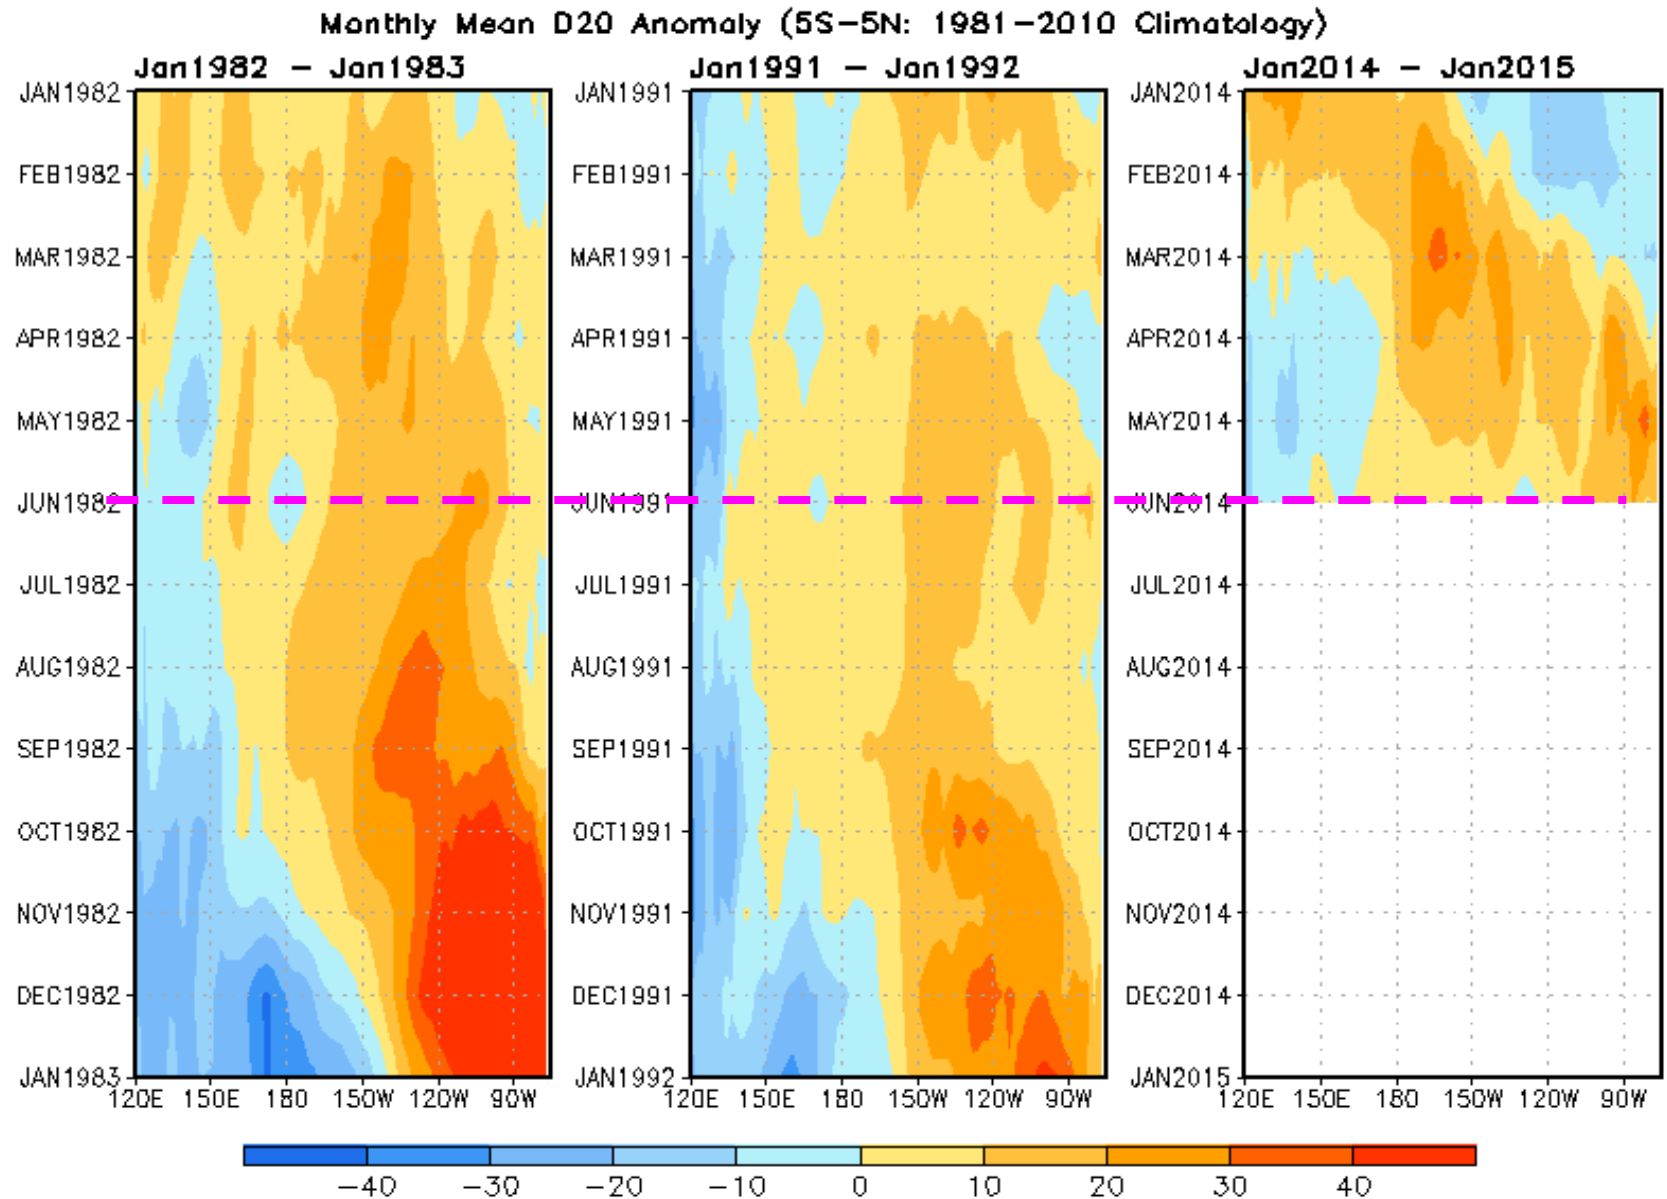 Monthly Mean D20 Anomaly (5S-5N: 1981-2010 Climatology)
Jan1982 - Jan1983
Jan1991 - Jan1992
Jan2014 - Jan2015
JAN1982
FEB1982
MAR1982
APR1982
MAY1982
JUN1982
JUL1982
AUG1982
SEP1982
OCT1982
NOV1982
DEC1982
JAN1983
120E 150E 180 150W 120W 90W
JAN1991
FEB1991
MAR1991
APR1991
MAY1991
JUN1991
JUL1991
AUG1991
SEP1991
OCT1991
NOV1991
DEC1991
JAN1992
120E 150E 180 150W 120W 90W
JAN2014
FEB2014
MAR2014
APR2014
MAY2014
JUN2014
JUL2014
AUG2014
SEP2014
OCT2014
NOV2014
DEC2014
JAN2015
120E 150E 180 150W 120W 90W
-40 -30 -20 -10 0 10 20 30 40